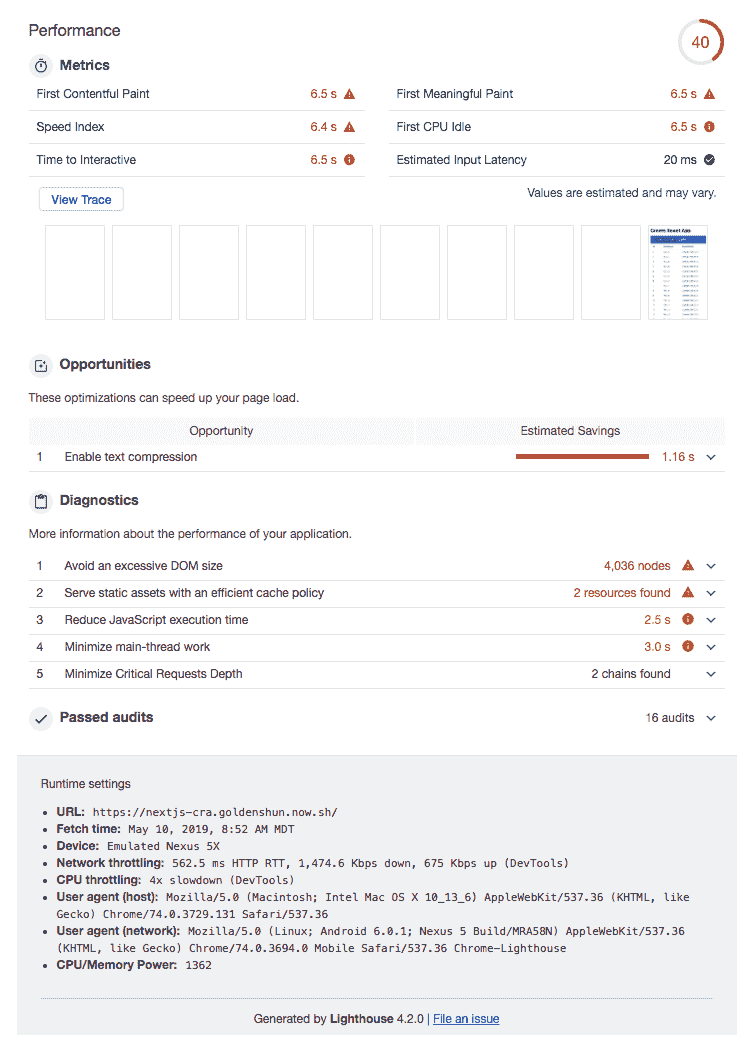 Performance
40
Metrics
First Contentful Paint 6.5 s
First Meaningful Paint 6.5 s
Speed Index 6.4 s
First CPU Idle 6.5 s
Time to Interactive 6.5 s
Estimated Input Latency 20 ms
View Trace
Values are estimated and may vary.
Opportunities
These optimizations can speed up your page load.
Opportunity Estimated Savings
1 Enable text compression 1.16 s
Diagnostics
More information about the performance of your application.
1 Avoid an excessive DOM size 4,036 nodes
2 Serve static assets with an efficient cache policy 2 resources found
3 Reduce JavaScript execution time 2.5 s
4 Minimize main-thread work 3.0 s
5 Minimize Critical Requests Depth 2 chains found
Passed audits 16 audits
Runtime settings
URL: https://nextjs-cra.goldenshun.now.sh/
Fetch time: May 10, 2019, 8:52 AM MDT
Device: Emulated Nexus 5X
Network throttling: 562.5 ms HTTP RTT, 1,474.6 Kbps down, 675 Kbps up (DevTools)
CPU throttling: 4x slowdown (DevTools)
User agent (host): Mozilla/5.0 (Macintosh; Intel Mac OS X 10_13_6) AppleWebKit/537.36 (KHTML, like
Gecko) Chrome/74.0.3729.131 Safari/537.36
User agent (network): Mozilla/5.0 (Linux; Android 6.0.1; Nexus 5 Build/MRA58N) AppleWebKit/537.36
(KHTML, like Gecko) Chrome/74.0.3694.0 Mobile Safari/537.36 Chrome-Lighthouse
CPU/Memory Power: 1362
Generated by Lighthouse 4.2.0 | File an issue